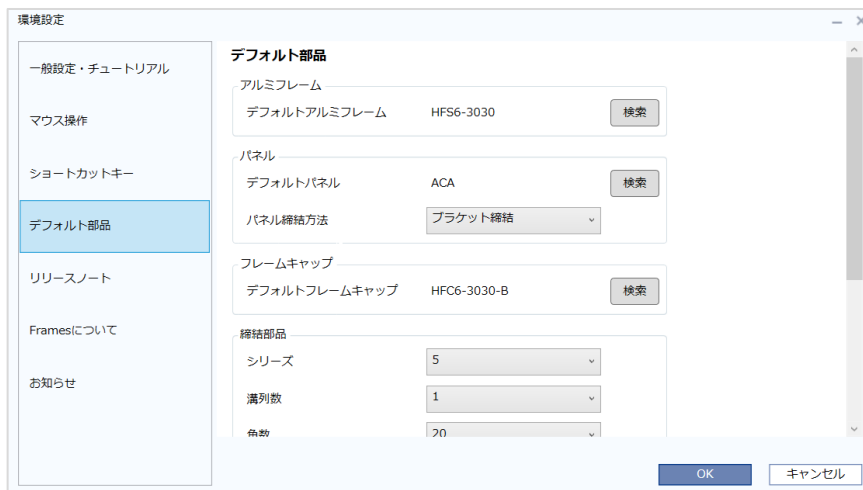 環境設定
一般設定・チュートリアル
マウス操作
ショートカットキー
デフォルト部品
リリースノート
Framesについて
お知らせ
デフォルト部品
アルミフレーム
デフォルトアルミフレーム HFS6-3030 検索
パネル
デフォルトパネル ACA 検索
パネル締結方法 ブラケット締結
フレームキャップ
デフォルトフレームキャップ HFC6-3030-B 検索
締結部品
シリーズ 5
溝列数 1
角数 20
OK キャンセル